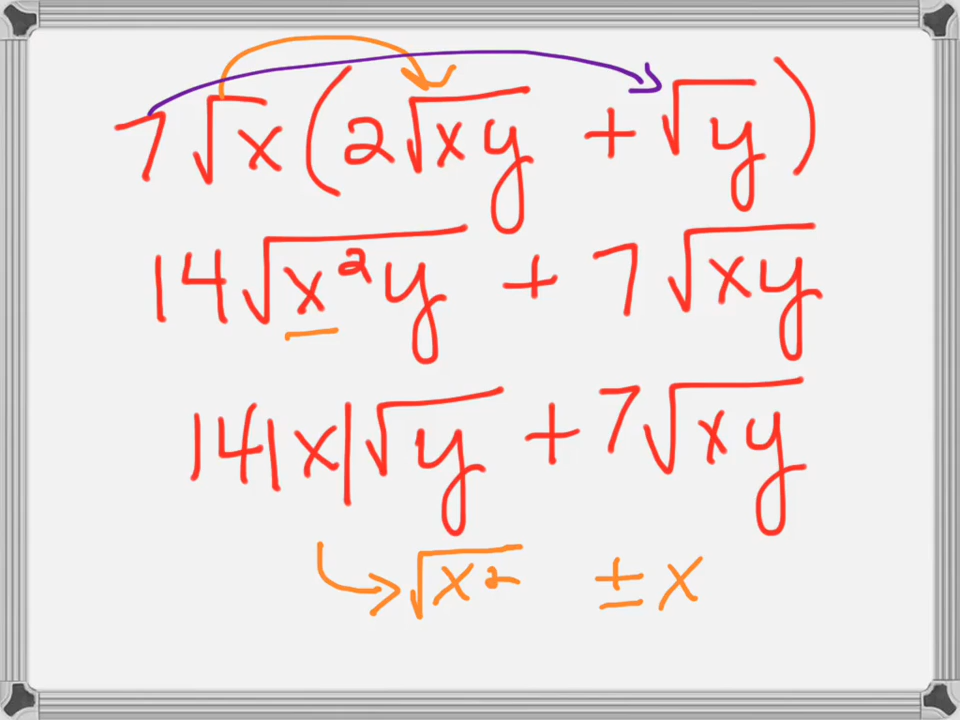 7√x(2√xy + √y)
14√x²y + 7√xy
14|x|√y + 7√xy
√x² ± x